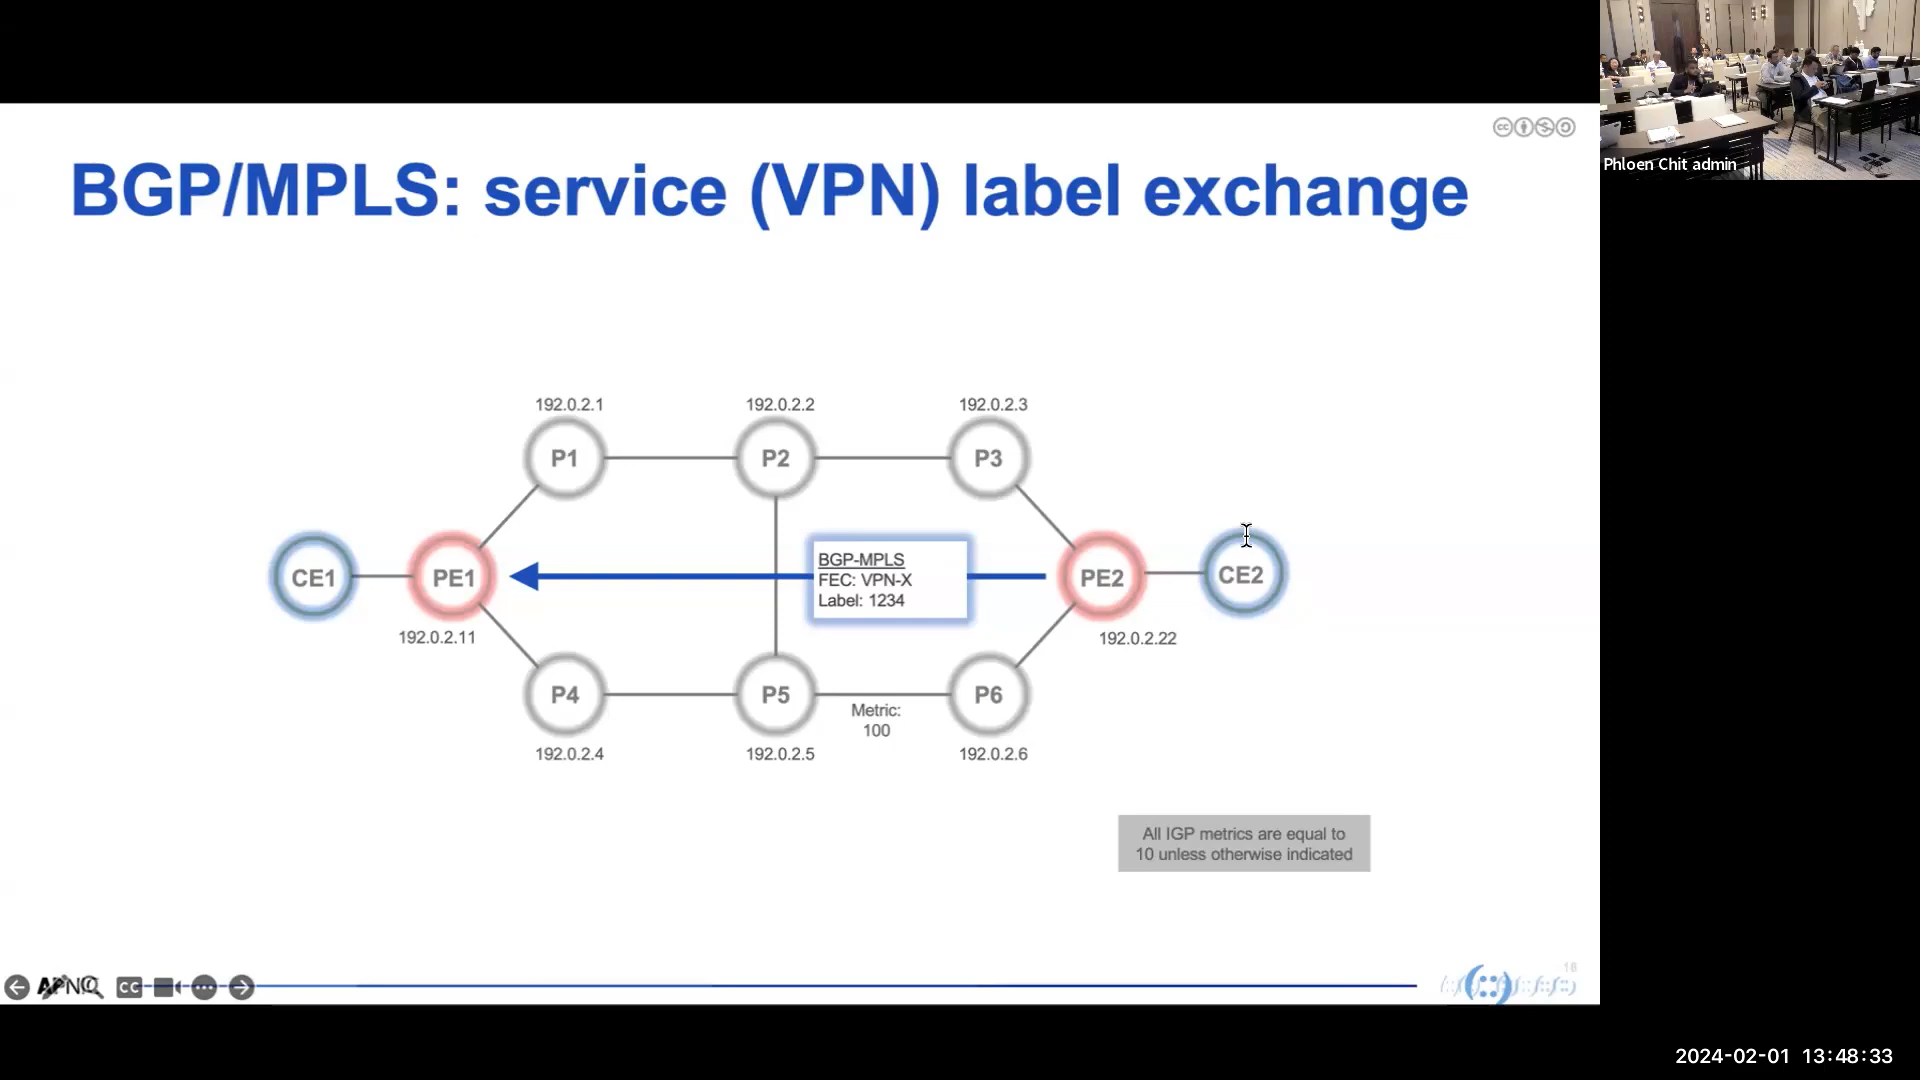 Phloen Chit admin
BGP/MPLS: service (VPN) label exchange
192.0.2.1
192.0.2.2
192.0.2.3
P1
P2
P3
BGP-MPLS
FEC: VPN-X
Label: 1234
CE1
PE1
PE2
CE2
192.0.2.11
192.0.2.22
P4
P5
P6
Metric:
100
192.0.2.4
192.0.2.5
192.0.2.6
All IGP metrics are equal to
10 unless otherwise indicated
APNIC
CC
18
2024-02-01 13:48:33